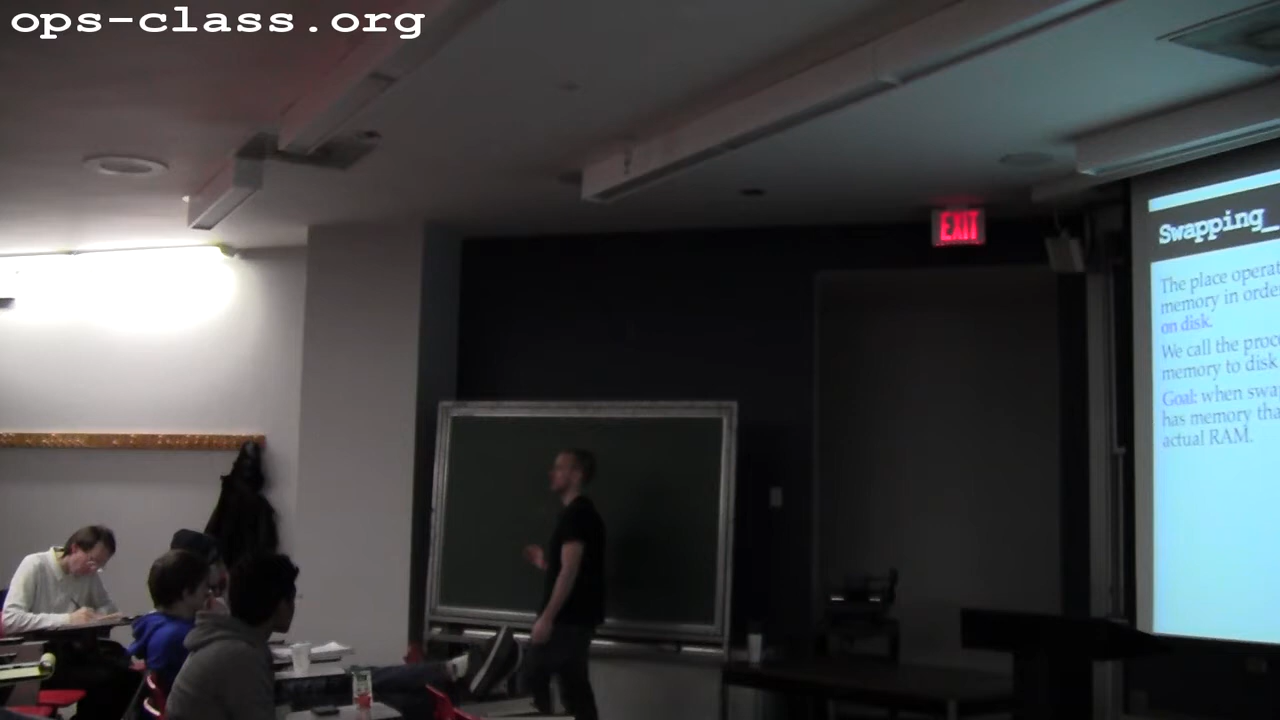 ops-class.org
EXIT
Swapping_
The place operat
memory in orde
on disk.
We call the proc
memory to disk
Goal: when swa
has memory tha
actual RAM.